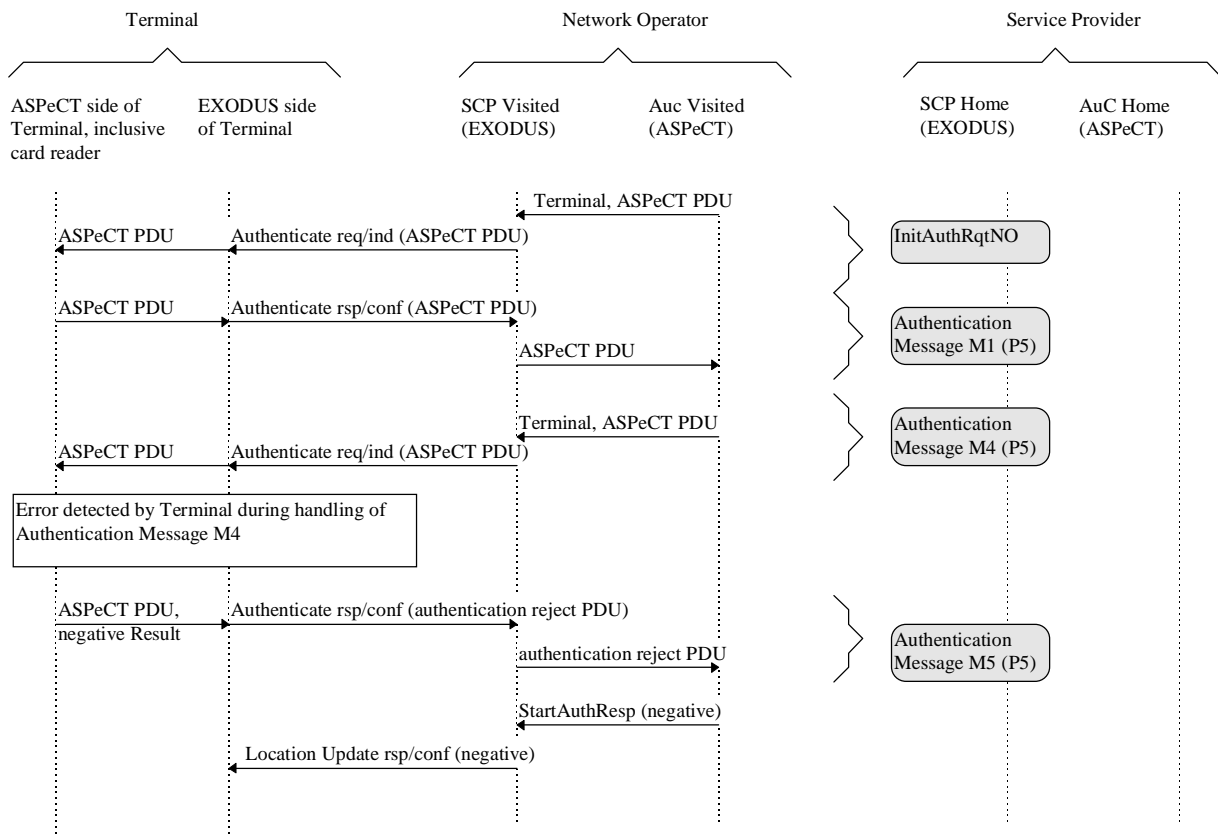 Terminal
Network Operator
Service Provider
ASPeCT side of
Terminal, inclusive
card reader
EXODUS side
of Terminal
SCP Visited
(EXODUS)
Auc Visited
(ASPeCT)
SCP Home
(EXODUS)
AuC Home
(ASPeCT)
Terminal, ASPeCT PDU
ASPeCT PDU
Authenticate req/ind (ASPeCT PDU)
InitAuthRqtNO
ASPeCT PDU
Authenticate rsp/conf (ASPeCT PDU)
ASPeCT PDU
Authentication
Message M1 (P5)
Terminal, ASPeCT PDU
ASPeCT PDU
Authenticate req/ind (ASPeCT PDU)
Authentication
Message M4 (P5)
Error detected by Terminal during handling of
Authentication Message M4
ASPeCT PDU,
negative Result
Authenticate rsp/conf (authentication reject PDU)
authentication reject PDU
Authentication
Message M5 (P5)
StartAuthResp (negative)
Location Update rsp/conf (negative)